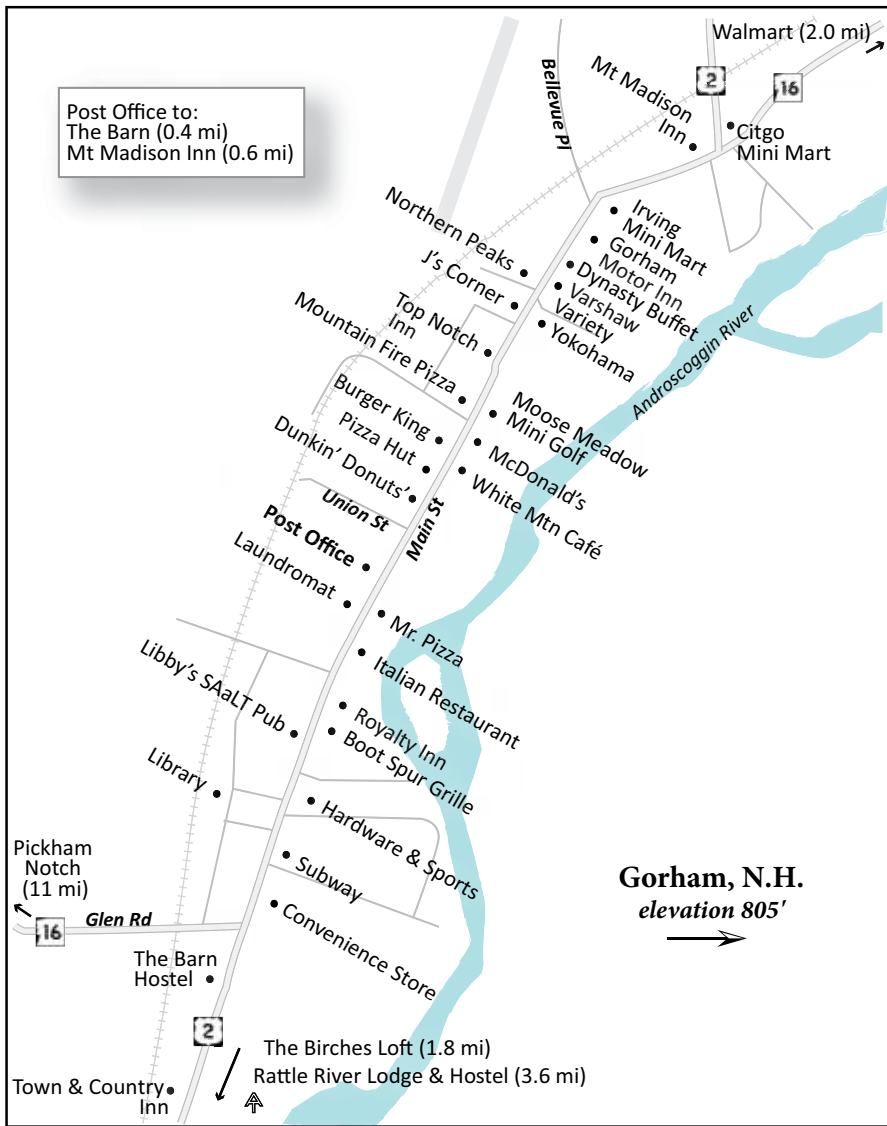 Walmart (2.0 mi)
2
16
Bellevue Pl
Mt Madison
Inn
Citgo
Mini Mart
Post Office to:
The Barn (0.4 mi)
Mt Madison Inn (0.6 mi)
Northern Peaks
J's Corner
Top Notch
Inn
Mountain Fire Pizza
Burger King
Pizza Hut
Dunkin' Donuts'
Union St
Post Office
Laundromat
Main St
Irving
Mini Mart
Gorham
Motor Inn
Dynasty Buffet
Varshaw
Variety
Yokohama
Androscoggin River
Moose Meadow
Mini Golf
McDonald's
White Mtn Café
Mr. Pizza
Italian Restaurant
Libby's SAaLT Pub
Royalty Inn
Boot Spur Grille
Library
Hardware & Sports
Subway
Convenience Store
Pickham
Notch
(11 mi)
16
Glen Rd
Gorham, N.H.
elevation 805'
The Barn
Hostel
2
The Birches Loft (1.8 mi)
Rattle River Lodge & Hostel (3.6 mi)
Town & Country
Inn